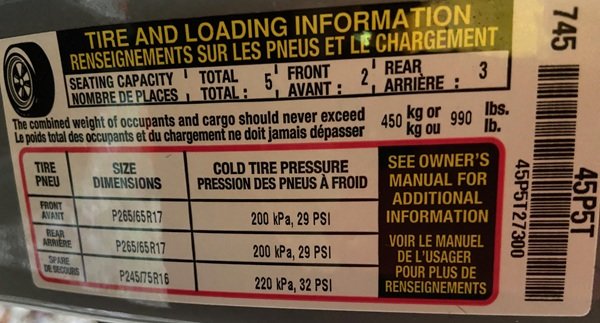 TIRE AND LOADING INFORMATION
RENSEIGNEMENTS SUR LES PNEUS ET LE CHARGEMENT
SEATING CAPACITY TOTAL 5 FRONT 2 REAR 3
NOMBRE DE PLACES TOTAL : AVANT : ARRIÈRE :
The combined weight of occupants and cargo should never exceed 450 kg or 990 lbs.
Le poids total des occupants et du chargement ne doit jamais dépasser kg ou lb.
TIRE SIZE COLD TIRE PRESSURE
PNEU DIMENSIONS PRESSION DES PNEUS À FROID
FRONT
AVANT P265/65R17 200 kPa, 29 PSI
REAR
ARRIÈRE P265/65R17 200 kPa, 29 PSI
SPARE
DE SECOURS P245/75R16 220 kPa, 32 PSI
SEE OWNER'S
MANUAL FOR
ADDITIONAL
INFORMATION
VOIR LE MANUEL
DE L'USAGER
POUR PLUS DE
RENSEIGNEMENTS
745
45P5T27300
45P5T